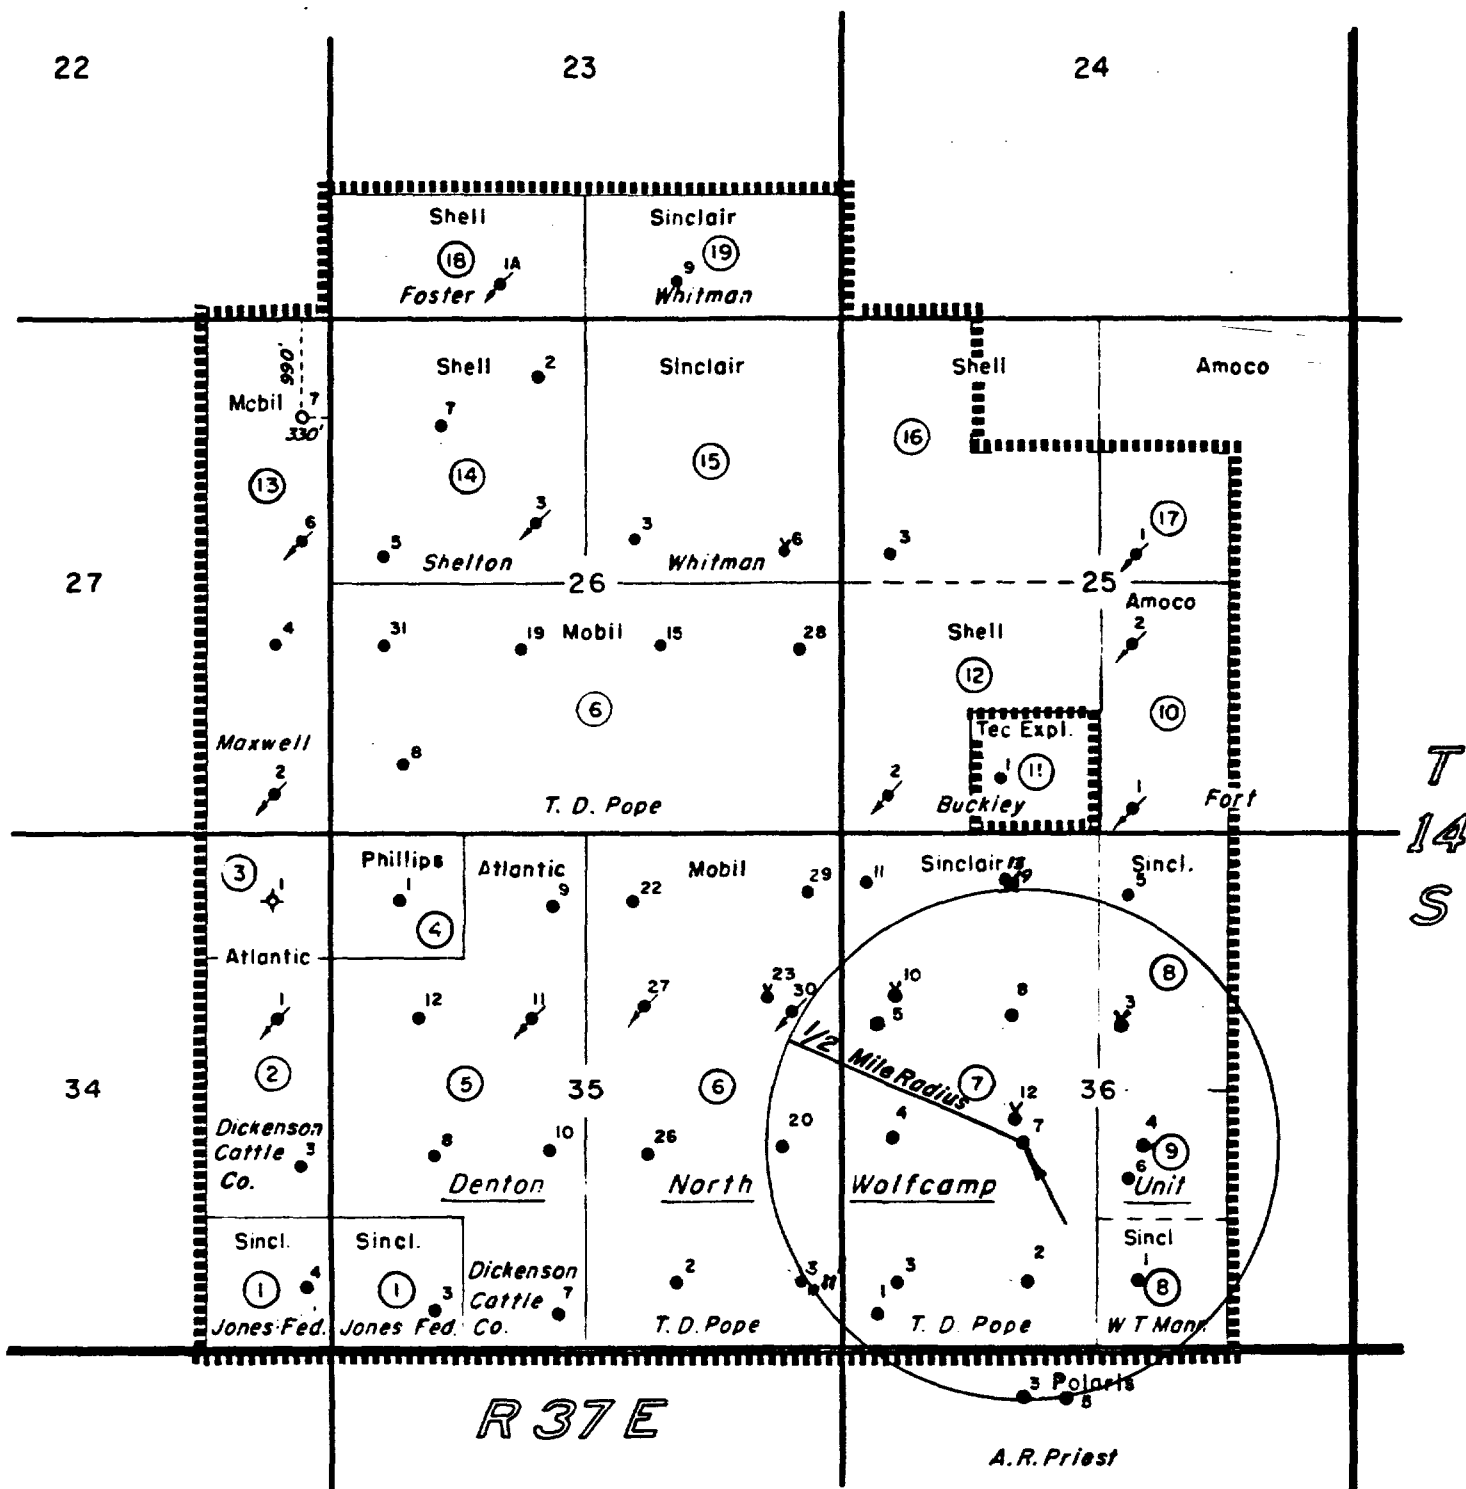 22 23 24
Shell Sinclair
18 1A 9 19
Foster Whitman
990'
Shell 2 Sinclair Shell Amoco
Mcbil 7 7
330'
16
15
13 14
6 3 3 6 3 1 17
5 Shelton Whitman
27 26 25
Amoco
4 31 19 Mobil 15 28 Shell 2
12
6 10
Tec Expl.
Maxwell 8 1 11
2 T. D. Pope 2 Buckley 1 Fort
T
14
S
3 1 Phillips 1 Atlantic 9 22 Mobil 29 11 Sinclair 19 Sincl. 5
4
Atlantic
8
1 12 11 27 23 30 10 5 8 3
1/2 Mile Radius
34 2 5 35 6 7 36
Dickenson 12
Cattle 3 8 10 26 20 4 7 4 9
Co. 6
Denton North Wolfcamp Unit
Sincl. Sincl. Sincl
Dickenson
1 4 1 3 Cattle 7 2 3 1 3 2 1 8
Jones Fed. Jones Fed. Co. T.D. Pope T. D. Pope W T Mann
3 Polaris
5
R 37 E
A.R. Priest